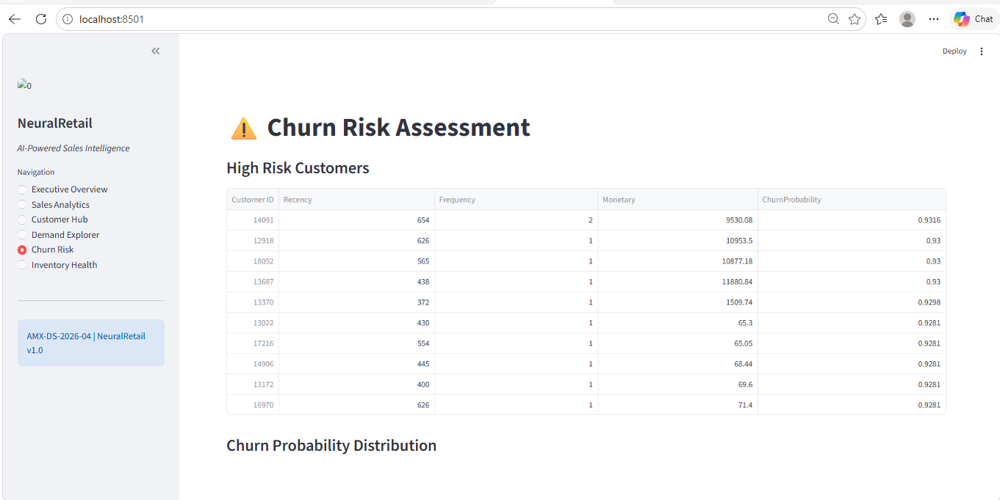 localhost:8501
Chat
Deploy
0
NeuralRetail
AI-Powered Sales Intelligence
Navigation
Executive Overview
Sales Analytics
Customer Hub
Demand Explorer
Churn Risk
Inventory Health
AMX-DS-2026-04 | NeuralRetail
v1.0
Churn Risk Assessment
High Risk Customers
Customer ID Recency Frequency Monetary ChurnProbability
14091 654 2 9530.08 0.9316
12918 626 1 10953.5 0.93
18052 565 1 10877.18 0.93
13687 438 1 11880.84 0.93
13370 372 1 1509.74 0.9298
13022 430 1 65.3 0.9281
17216 554 1 65.05 0.9281
14906 445 1 68.44 0.9281
13172 400 1 69.6 0.9281
16970 626 1 71.4 0.9281
Churn Probability Distribution